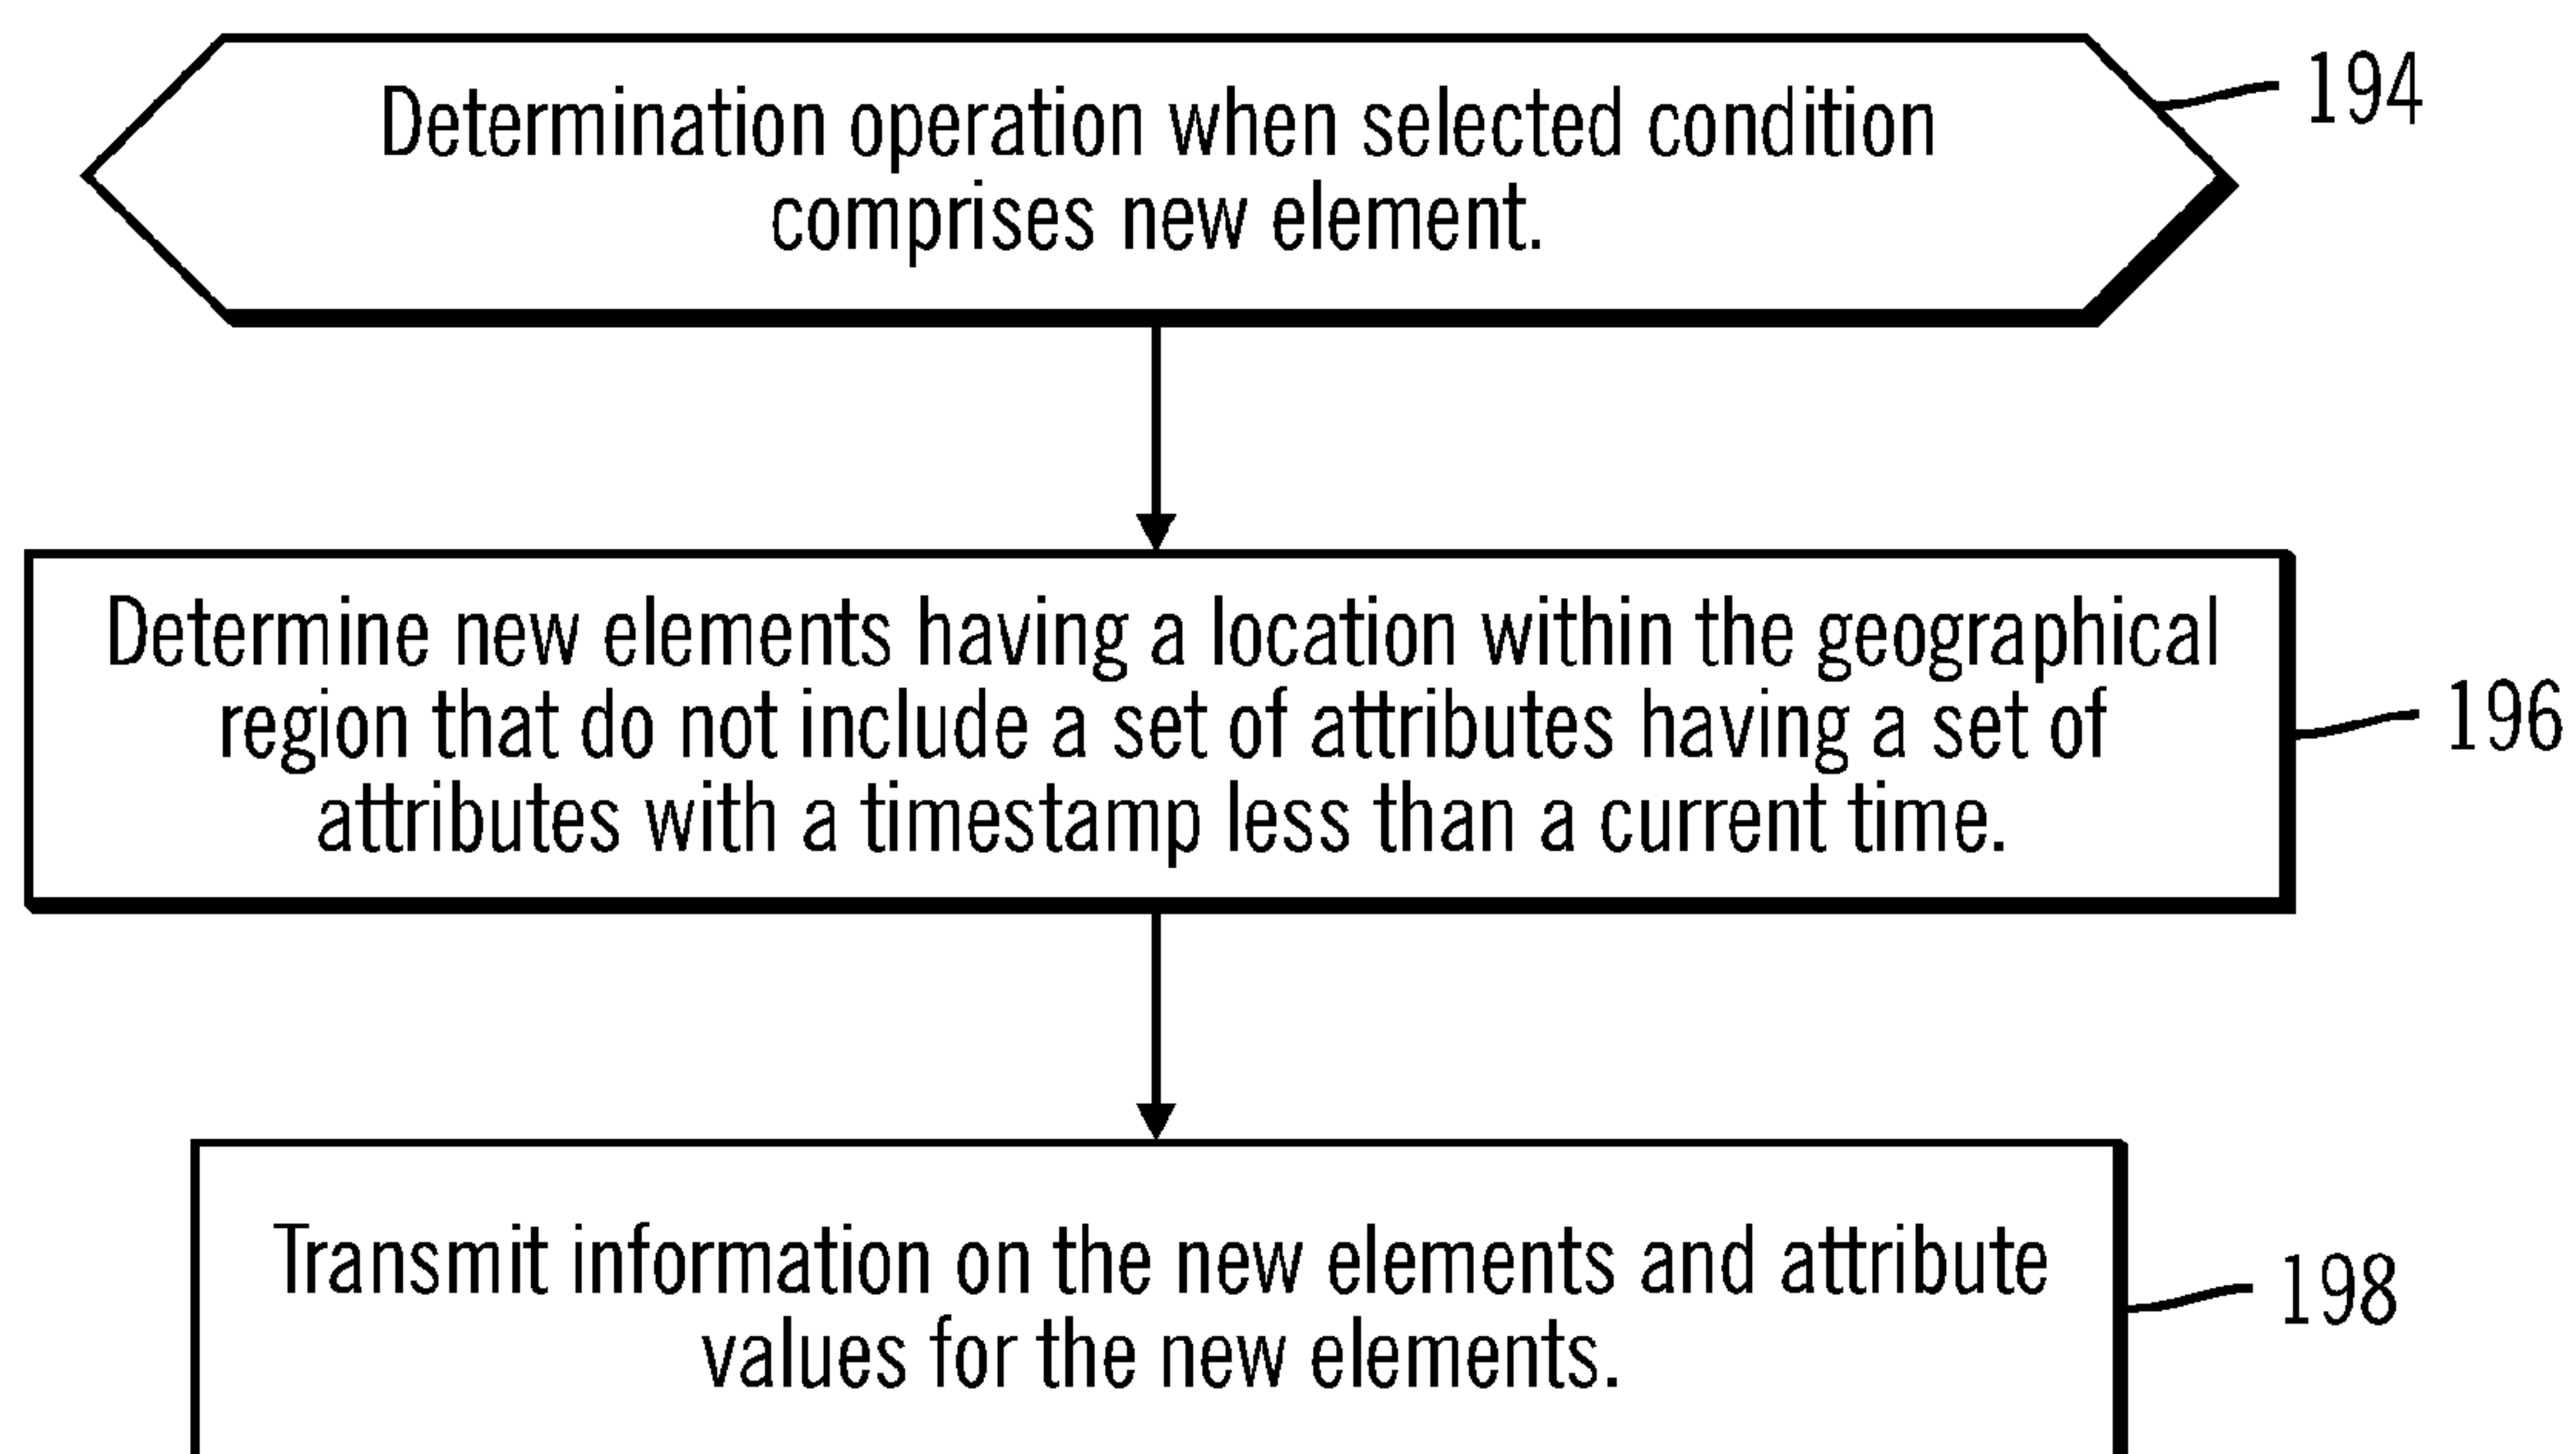 Determination operation when selected condition
comprises new element.
194
Determine new elements having a location within the geographical
region that do not include a set of attributes having a set of
attributes with a timestamp less than a current time.
196
Transmit information on the new elements and attribute
values for the new elements.
198